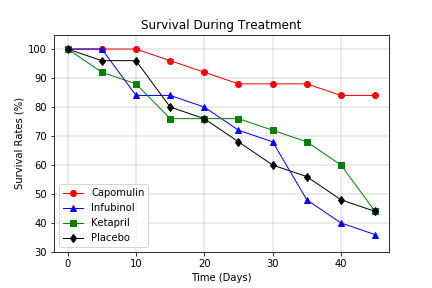 Survival During Treatment
100
90
80
70
60
50
40
30
Survival Rates (%)
Capomulin
Infubinol
Ketapril
Placebo
0
10
20
30
40
Time (Days)